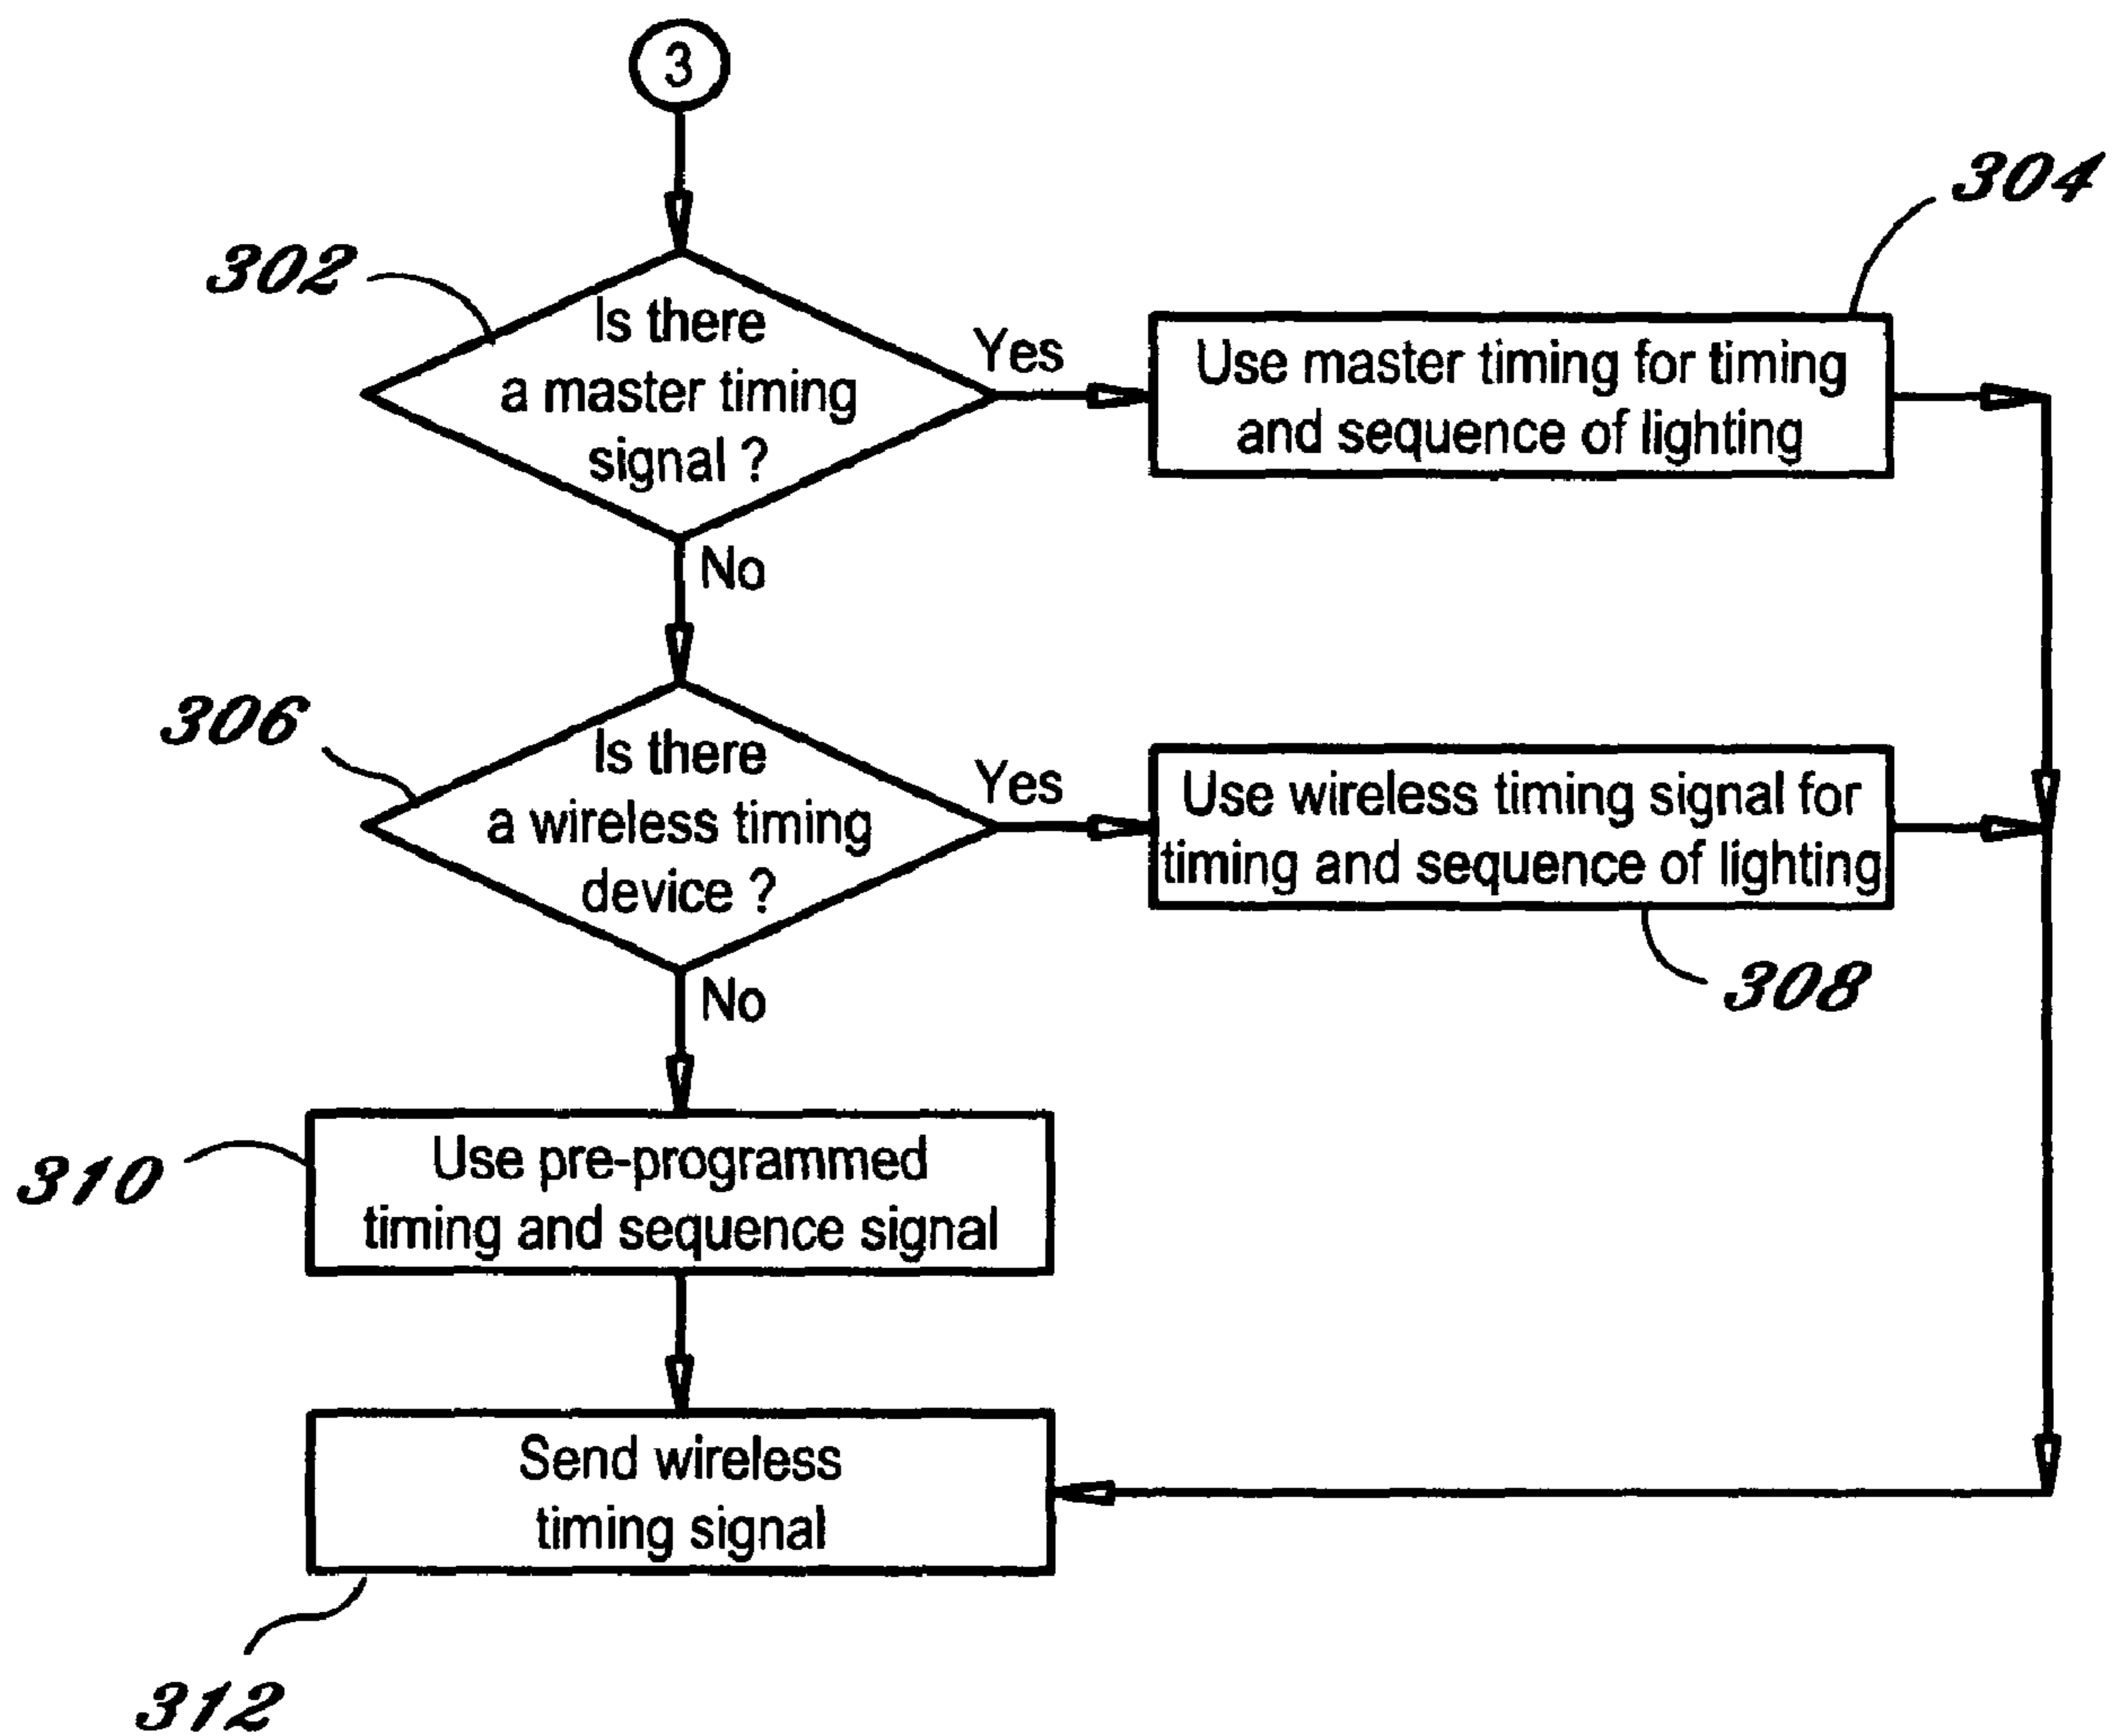 3
304
302
Is there
a master timing
signal ?
Yes
Use master timing for timing
and sequence of lighting
No
306
Is there
a wireless timing
device ?
Yes
Use wireless timing signal for
timing and sequence of lighting
308
No
310
Use pre-programmed
timing and sequence signal
Send wireless
timing signal
312